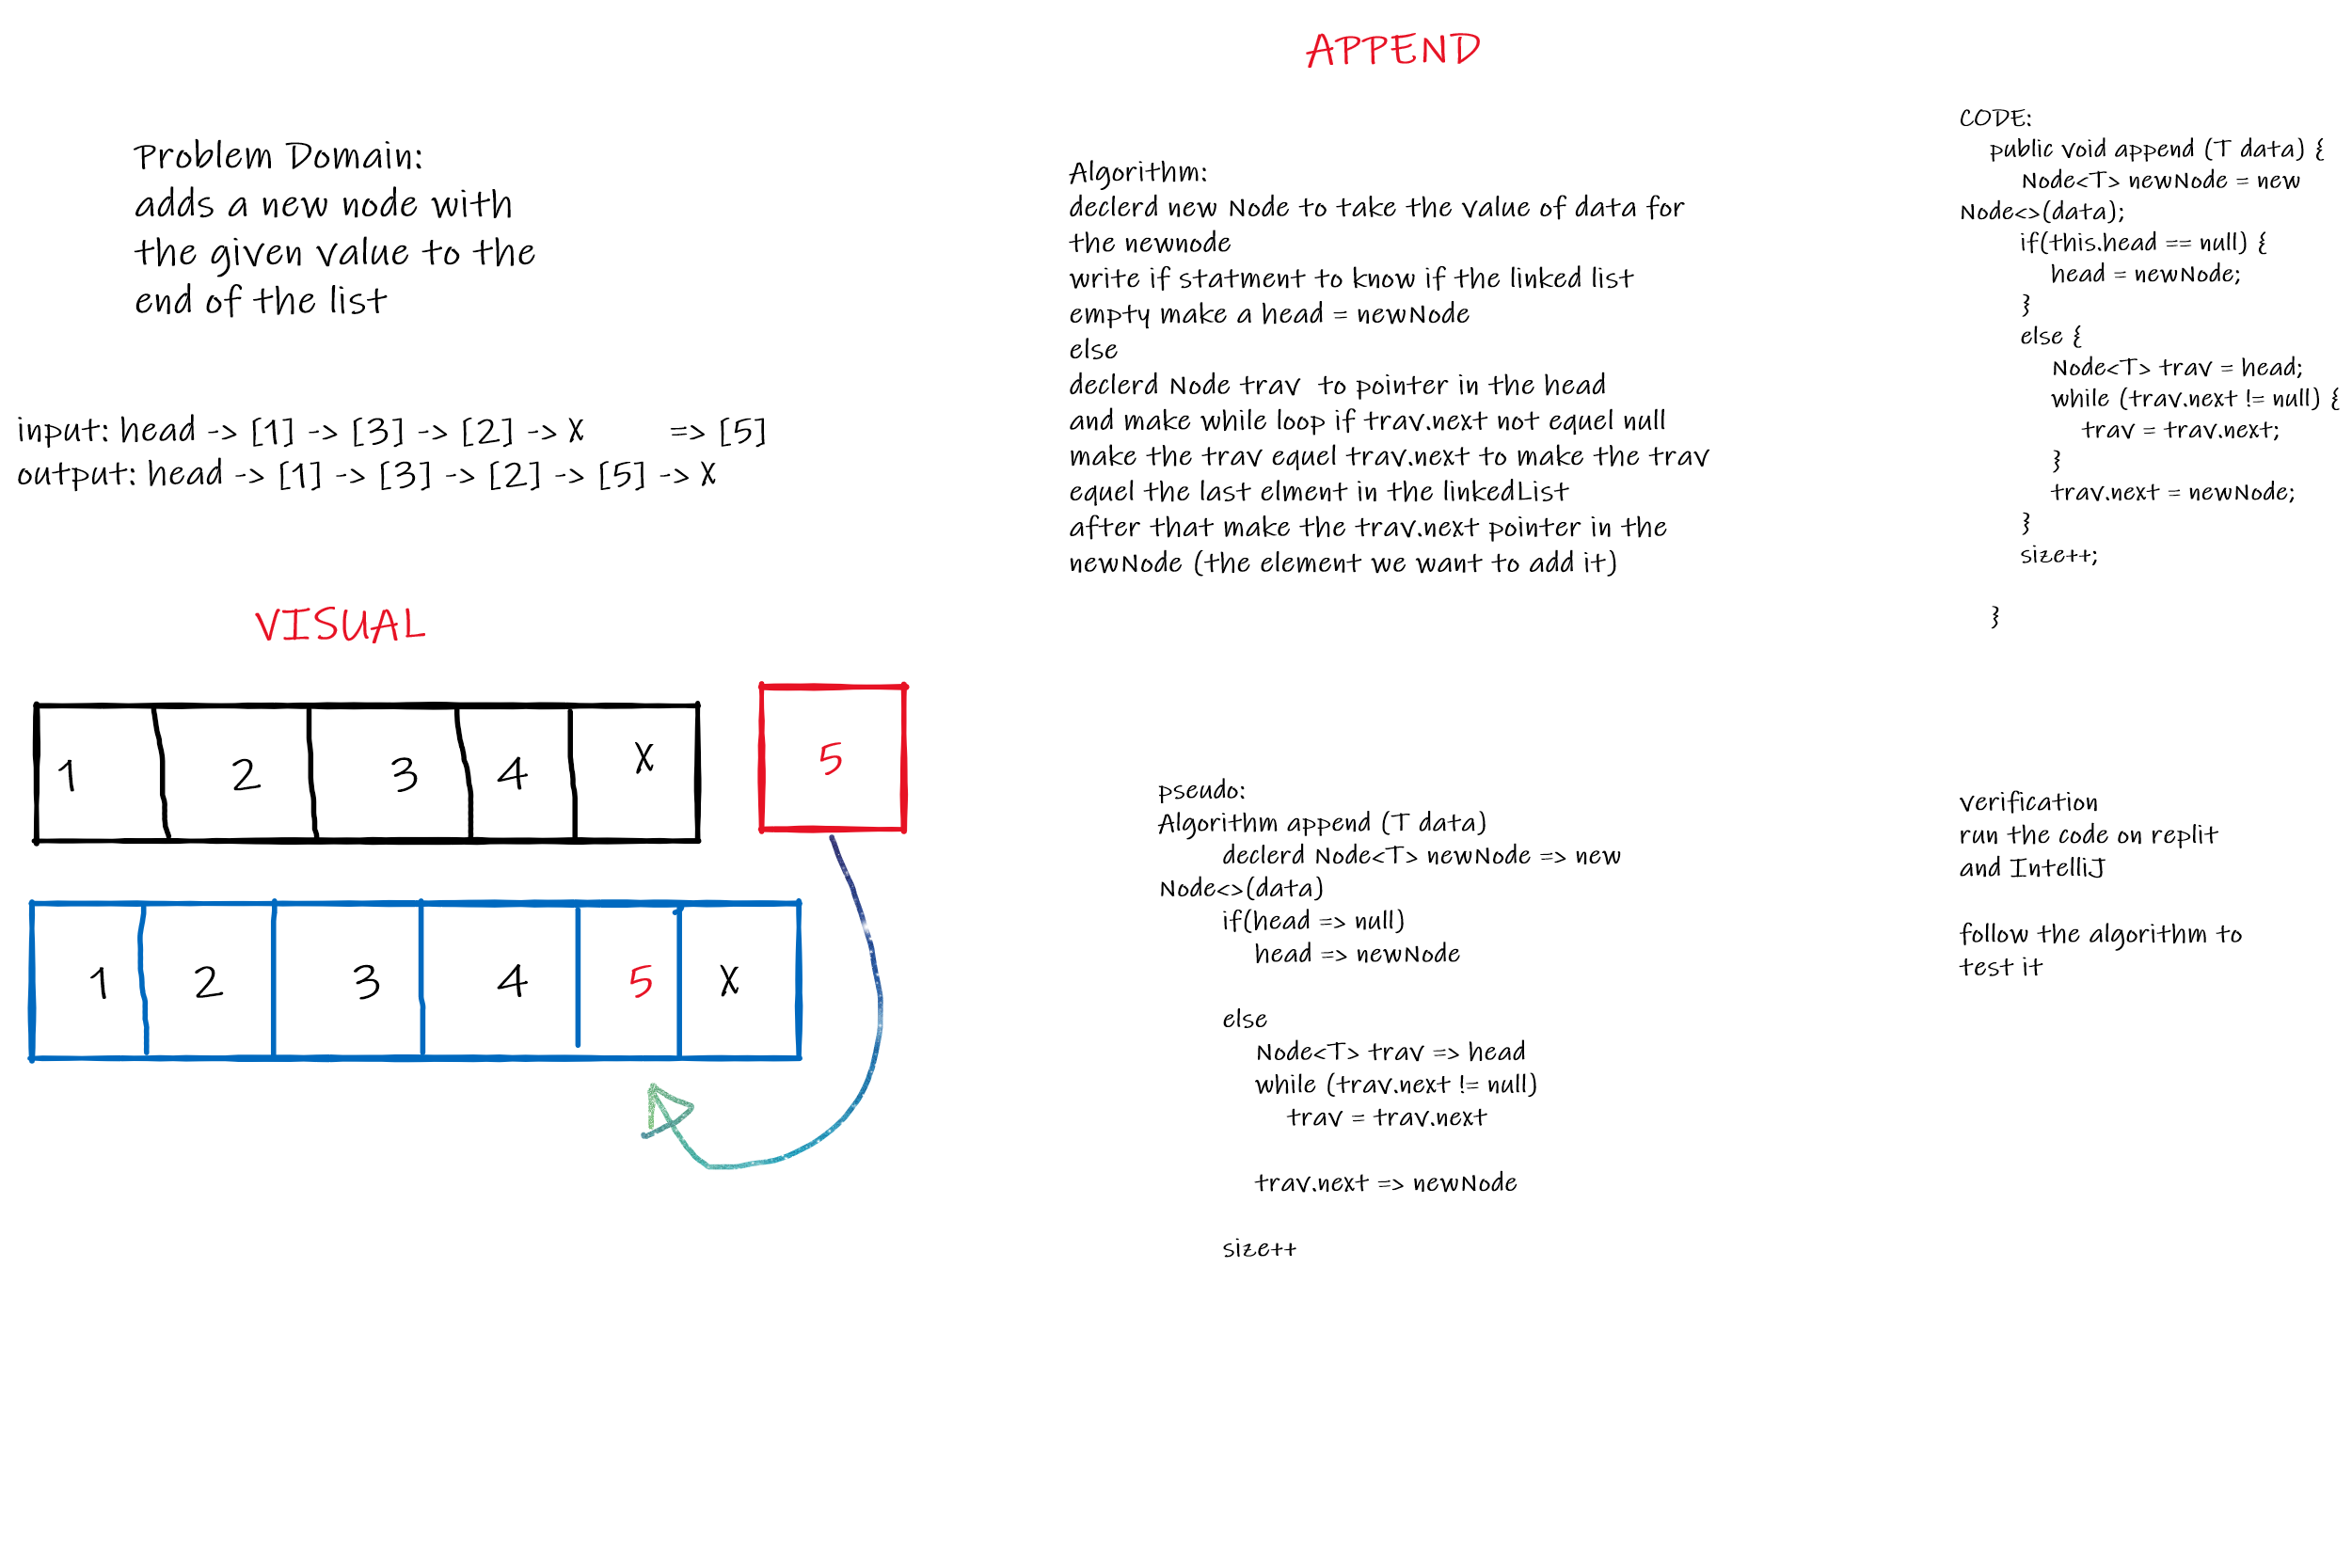 APPEND
Problem Domain:
adds a new node with
the given value to the
end of the list
input: head -> [1] -> [3] -> [2] -> X => [5]
output: head -> [1] -> [3] -> [2] -> [5] -> X
VISUAL
1 2 3 4 X 5
1 2 3 4 5 X
Algorithm:
declerd new Node to take the value of data for
the newnode
write if statment to know if the linked list
empty make a head = newNode
else
declerd Node trav to pointer in the head
and make while loop if trav.next not equel null
make the trav equel trav.next to make the trav
equel the last elment in the linkedList
after that make the trav.next pointer in the
newNode (the element we want to add it)
pseudo:
Algorithm append (T data)
declerd Node<T> newNode => new
Node<>(data)
if(head => null)
head => newNode
else
Node<T> trav => head
while (trav.next != null)
trav = trav.next
trav.next => newNode
size++
CODE:
public void append (T data) {
Node<T> newNode = new
Node<>(data);
if(this.head == null) {
head = newNode;
}
else {
Node<T> trav = head;
while (trav.next != null) {
trav = trav.next;
}
trav.next = newNode;
}
size++;
}
verification
run the code on replit
and IntelliJ
follow the algorithm to
test it